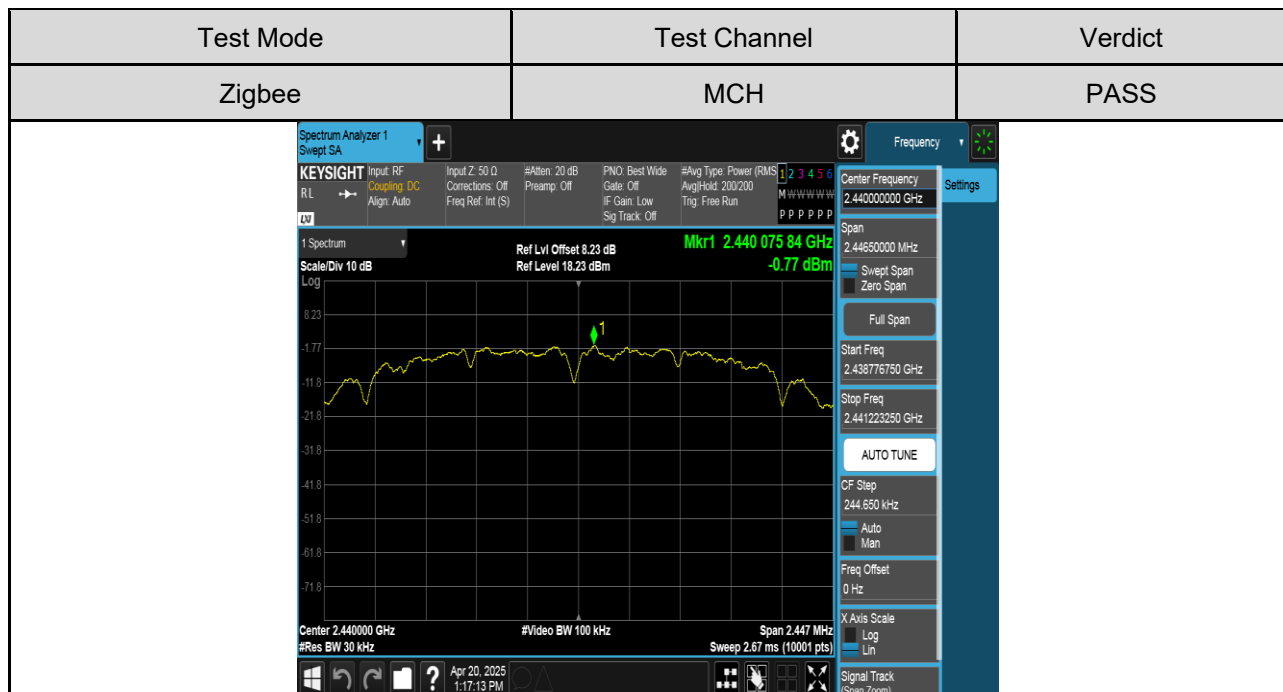 Test Mode Test Channel Verdict
Zigbee MCH PASS
Spectrum Analyzer 1
Swept SA
+
Frequency
KEYSIGHT Input: RF Input Z: 50 Ω #Atten: 20 dB PNO: Best Wide #Avg Type: Power (RMS 1 2 3 4 5 6
RL Coupling: DC Corrections: Off Preamp: Off Gate: Off Avg|Hold: 200/200 M W W W W W
Align: Auto Freq Ref: Int (S) IF Gain: Low Trig: Free Run
LXI Sig Track: Off P P P P P P
1 Spectrum
Ref Lvl Offset 8.23 dB
Mkr1 2.440 075 84 GHz
Scale/Div 10 dB Ref Level 18.23 dBm -0.77 dBm
Log
8.23
1
-1.77
-11.8
-21.8
-31.8
-41.8
-51.8
-61.8
-71.8
Center 2.440000 GHz #Video BW 100 kHz Span 2.447 MHz
#Res BW 30 kHz Sweep 2.67 ms (10001 pts)
Apr 20, 2025
1:17:13 PM
?
Center Frequency
2.440000000 GHz
Settings
Span
2.44650000 MHz
Swept Span
Zero Span
Full Span
Start Freq
2.438776750 GHz
Stop Freq
2.441223250 GHz
AUTO TUNE
CF Step
244.650 kHz
Auto
Man
Freq Offset
0 Hz
X Axis Scale
Log
Lin
Signal Track
(Span Zoom)